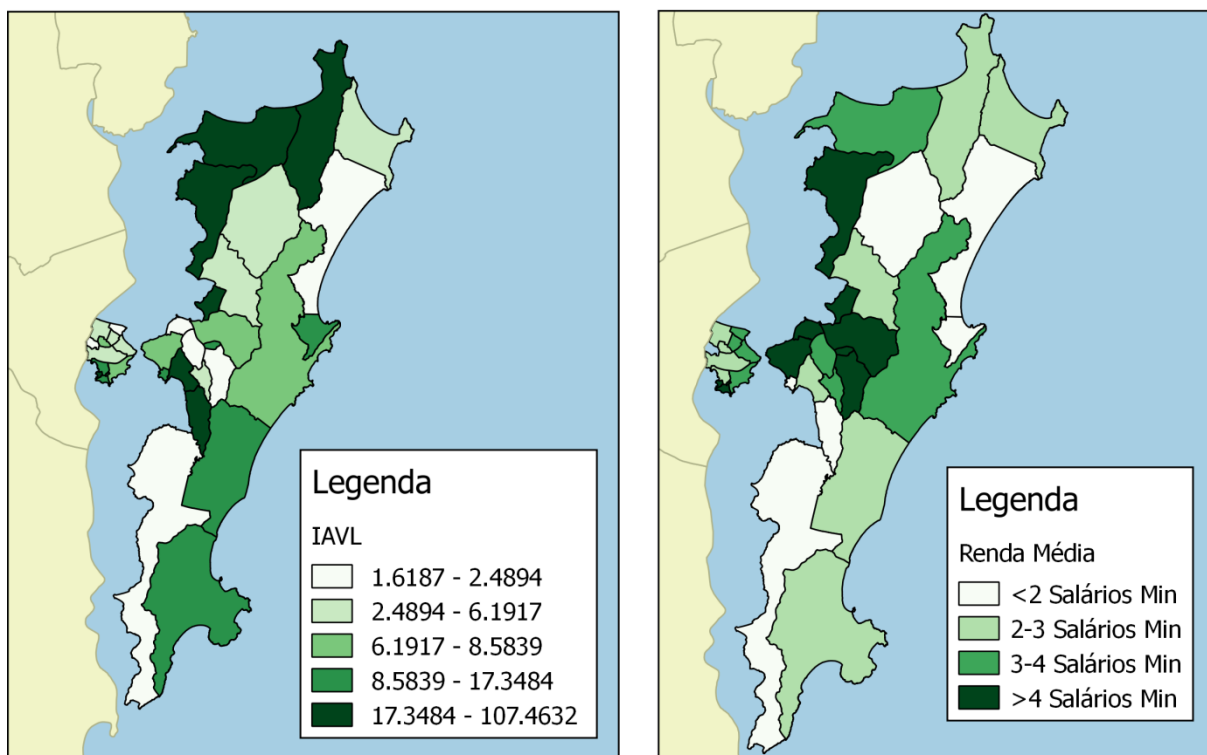 Legenda
IAVL
1.6187 - 2.4894
2.4894 - 6.1917
6.1917 - 8.5839
8.5839 - 17.3484
17.3484 - 107.4632
Legenda
Renda Média
<2 Salários Min
2-3 Salários Min
3-4 Salários Min
>4 Salários Min